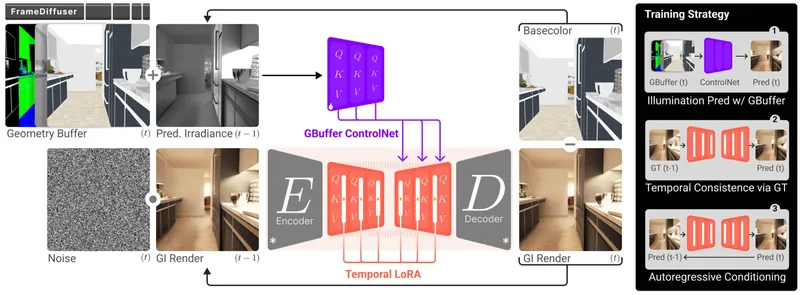 FrameDiffuser
Geometry Buffer (t)
Pred. Irradiance (t − 1)
Q Q Q
K K K
V V V
GBuffer ControlNet
Basecolor (t)
Noise (t)
GI Render (t − 1)
E
Encoder
*
Q Q Q
K K K
V V V
Q Q Q
K K K
V V V
Temporal LoRA
D
Decoder
*
GI Render (t)
Training Strategy
1
GBuffer (t) ControlNet Pred (t)
Illumination Pred w/ GBuffer
2
GT (t-1) Pred (t)
Temporal Consistence via GT
3
Pred (t-1) Pred (t)
Autoregressive Conditioning